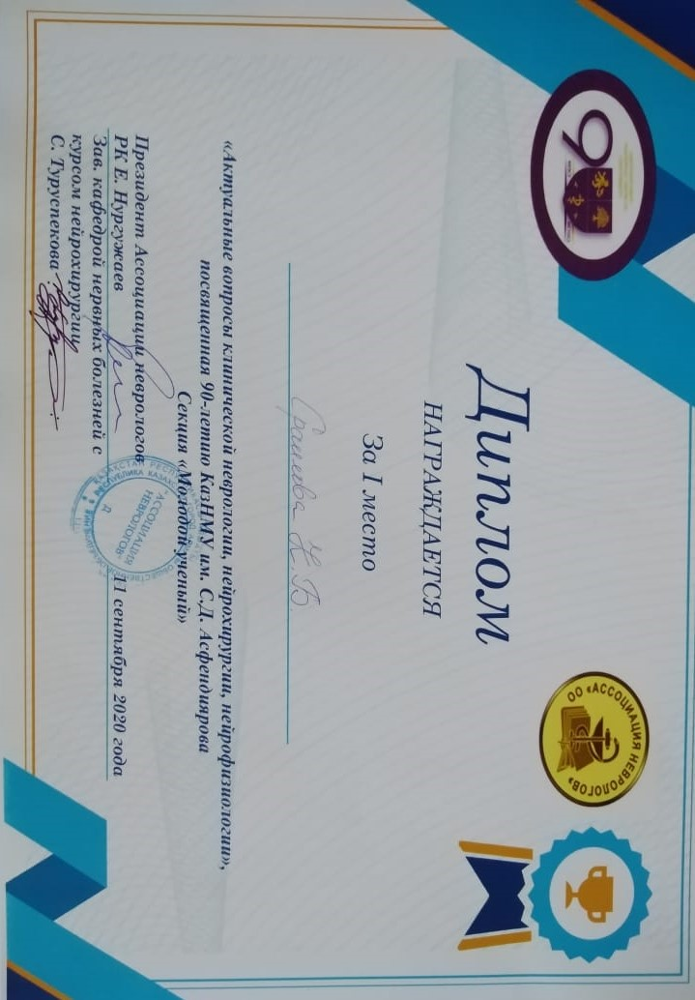 90
ОО «АССОЦИАЦИЯ НЕВРОЛОГОВ»
Диплом
НАГРАЖДАЕТСЯ
За I место
Н.Б.
«Актуальные вопросы клинической неврологии, нейрохирургии, нейрофизиологии»,
посвященная 90-летию КазНМУ им. С.Д. Асфендиярова
Секция «Молодой ученый»
Президент Ассоциации неврологов
РК Е. Нургужаев
Зав. кафедрой нервных болезней с
курсом нейрохирургии
С. Туруспекова
11 сентября 2020 года
"АССОЦИАЦИЯ
НЕВРОЛОГОВ"